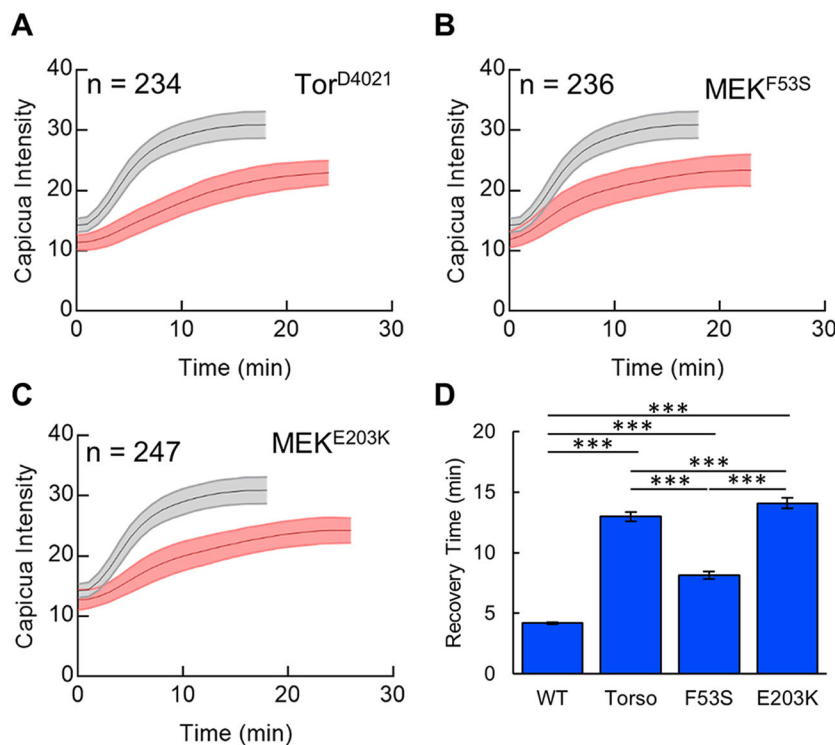 A
n = 234
Tor^D4021
Capicua Intensity
40
30
20
10
0
0 10 20 30
Time (min)
B
n = 236
MEK^F53S
Capicua Intensity
40
30
20
10
0
0 10 20 30
Time (min)
C
n = 247
MEK^E203K
Capicua Intensity
40
30
20
10
0
0 10 20 30
Time (min)
D
***
***
***
***
*** ***
Recovery Time (min)
20
15
10
5
0
WT Torso F53S E203K